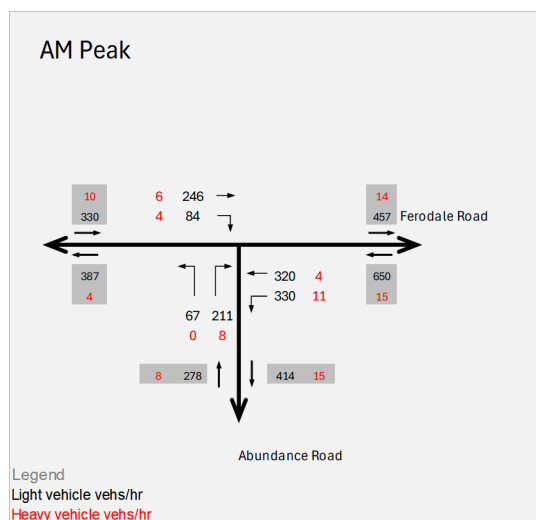 AM Peak
10 6 246 14
330 4 84 457 Ferodale Road
387 320 4 650
4 330 11 15
67 211
0 8
8 278 414 15
Abundance Road
Legend
Light vehicle vehs/hr
Heavy vehicle vehs/hr